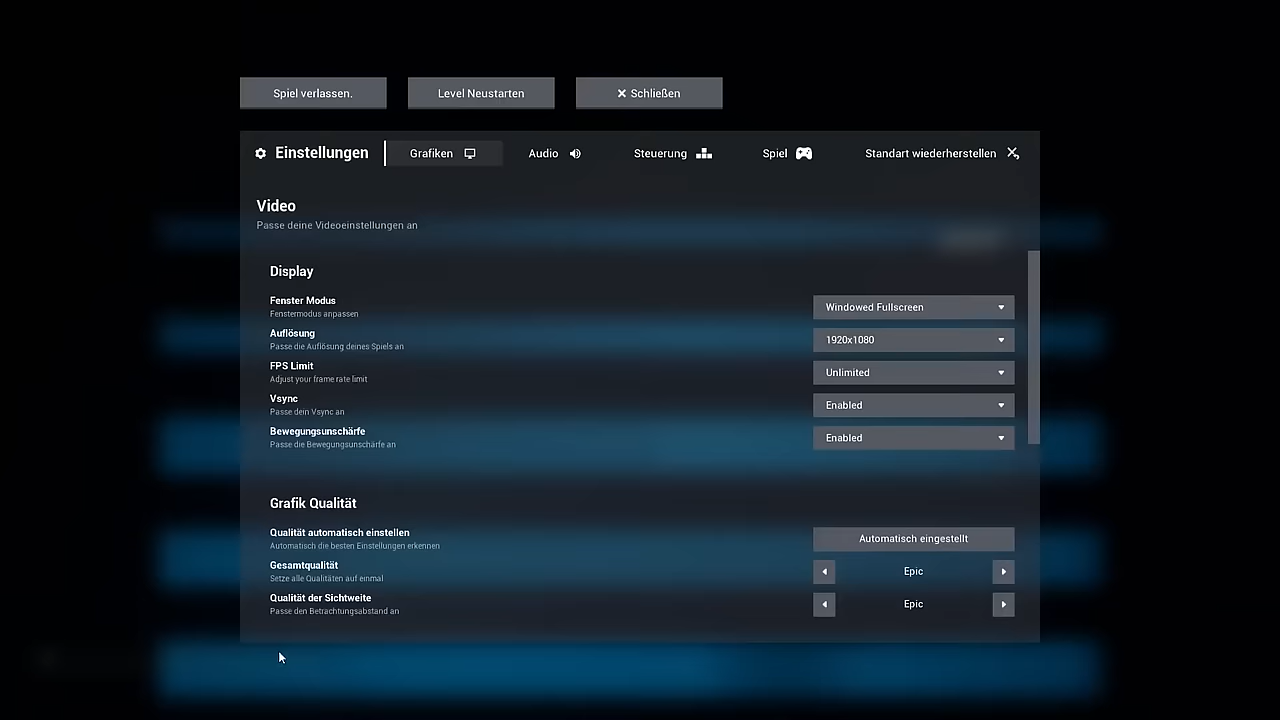 Spiel verlassen.
Level Neustarten
Schließen
Einstellungen
Grafiken
Audio
Steuerung
Spiel
Standart wiederherstellen
Video
Passe deine Videoeinstellungen an
Display
Fenster Modus
Fenstermodus anpassen
Windowed Fullscreen
Auflösung
Passe die Auflösung deines Spiels an
1920x1080
FPS Limit
Adjust your frame rate limit
Unlimited
Vsync
Passe dein Vsync an
Enabled
Bewegungsunschärfe
Passe die Bewegungsunschärfe an
Enabled
Grafik Qualität
Qualität automatisch einstellen
Automatisch die besten Einstellungen erkennen
Automatisch eingestellt
Gesamtqualität
Setze alle Qualitäten auf einmal
Epic
Qualität der Sichtweite
Passe den Betrachtungsabstand an
Epic